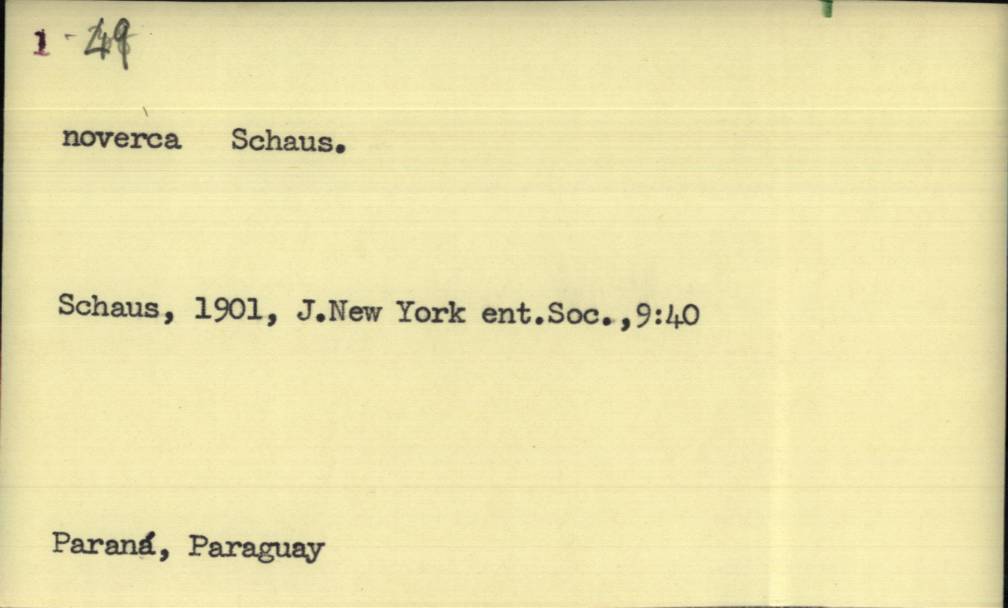 1 - 49
noverca Schaus.
Schaus, 1901, J.New York ent.Soc.,9:40
Paraná, Paraguay